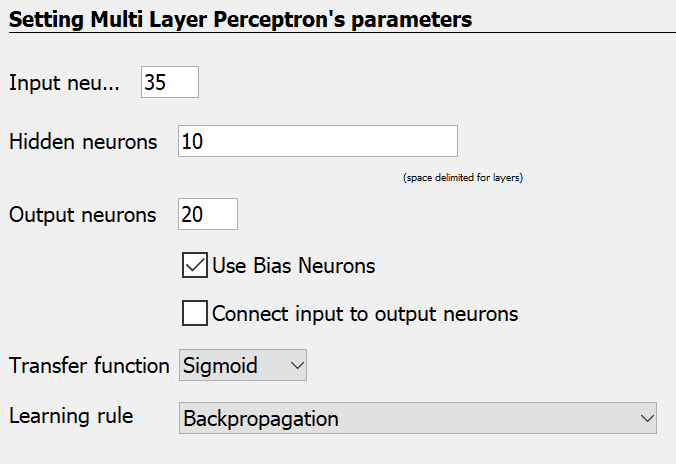 Setting Multi Layer Perceptron's parameters
Input neu... 35
Hidden neurons 10
(space delimited for layers)
Output neurons 20
Use Bias Neurons
Connect input to output neurons
Transfer function Sigmoid
Learning rule Backpropagation